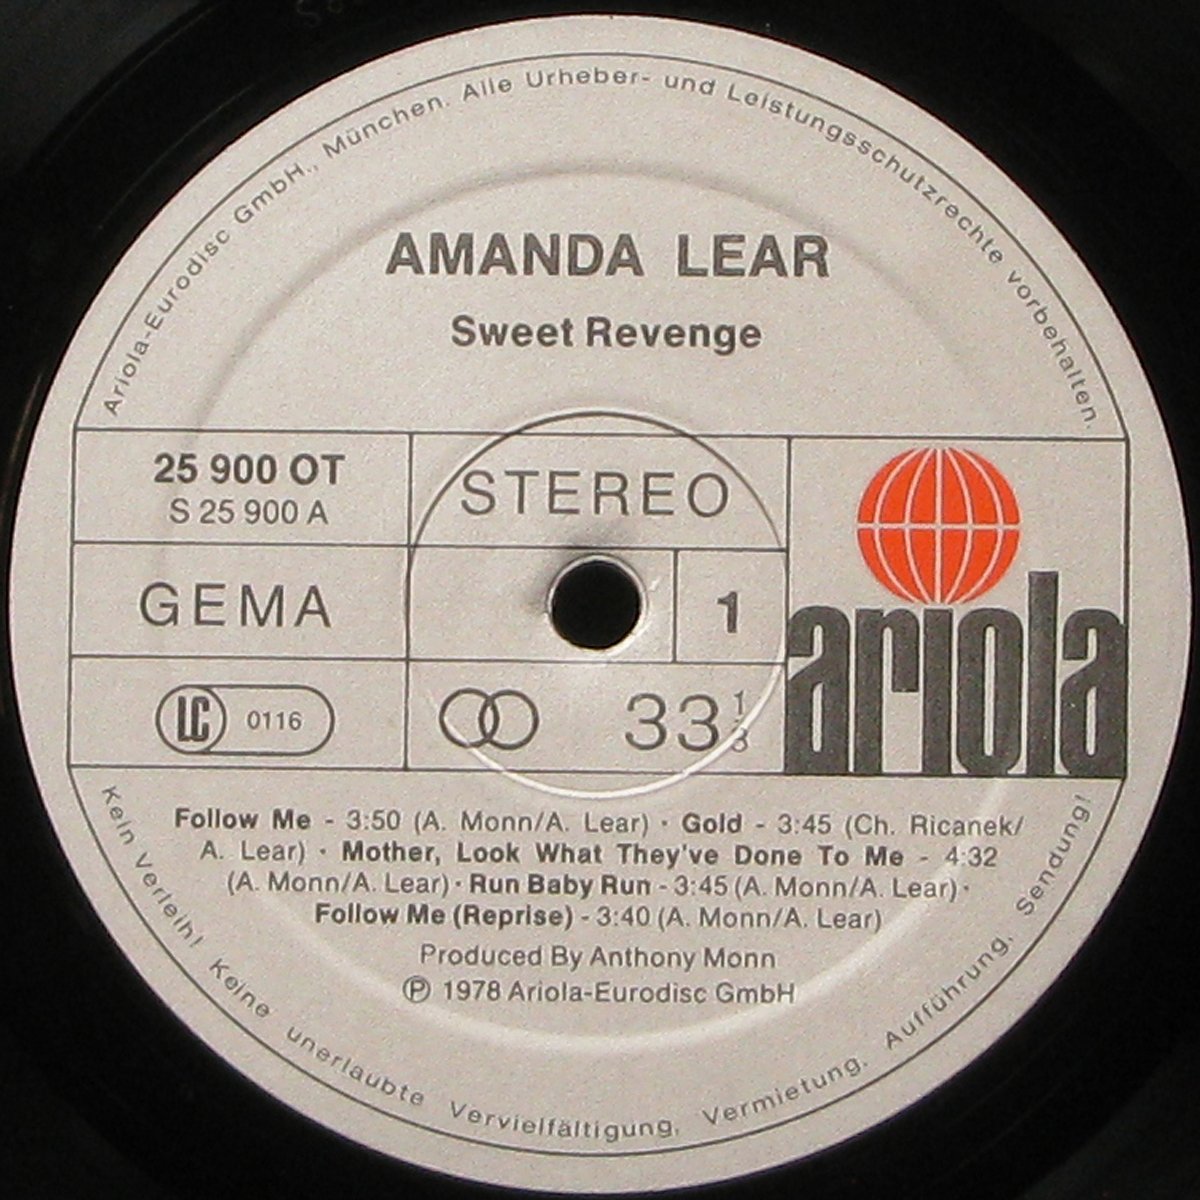 Ariola-Eurodisc GmbH., München. Alle Urheber- und Leistungsschutzrechte vorbehalten.
AMANDA LEAR
Sweet Revenge
25 900 OT
S 25 900 A
STEREO
GEMA
1
LC 0116
33 1/3
ariola
Follow Me - 3:50 (A. Monn/A. Lear) · Gold - 3:45 (Ch. Ricanek/
A. Lear) · Mother, Look What They've Done To Me - 4:32
(A. Monn/A. Lear) · Run Baby Run - 3:45 (A. Monn/A. Lear) ·
Follow Me (Reprise) - 3:40 (A. Monn/A. Lear)
Produced By Anthony Monn
Ⓟ 1978 Ariola-Eurodisc GmbH
Kein Verleih! Keine unerlaubte Vervielfältigung, Vermietung, Aufführung, Sendung!